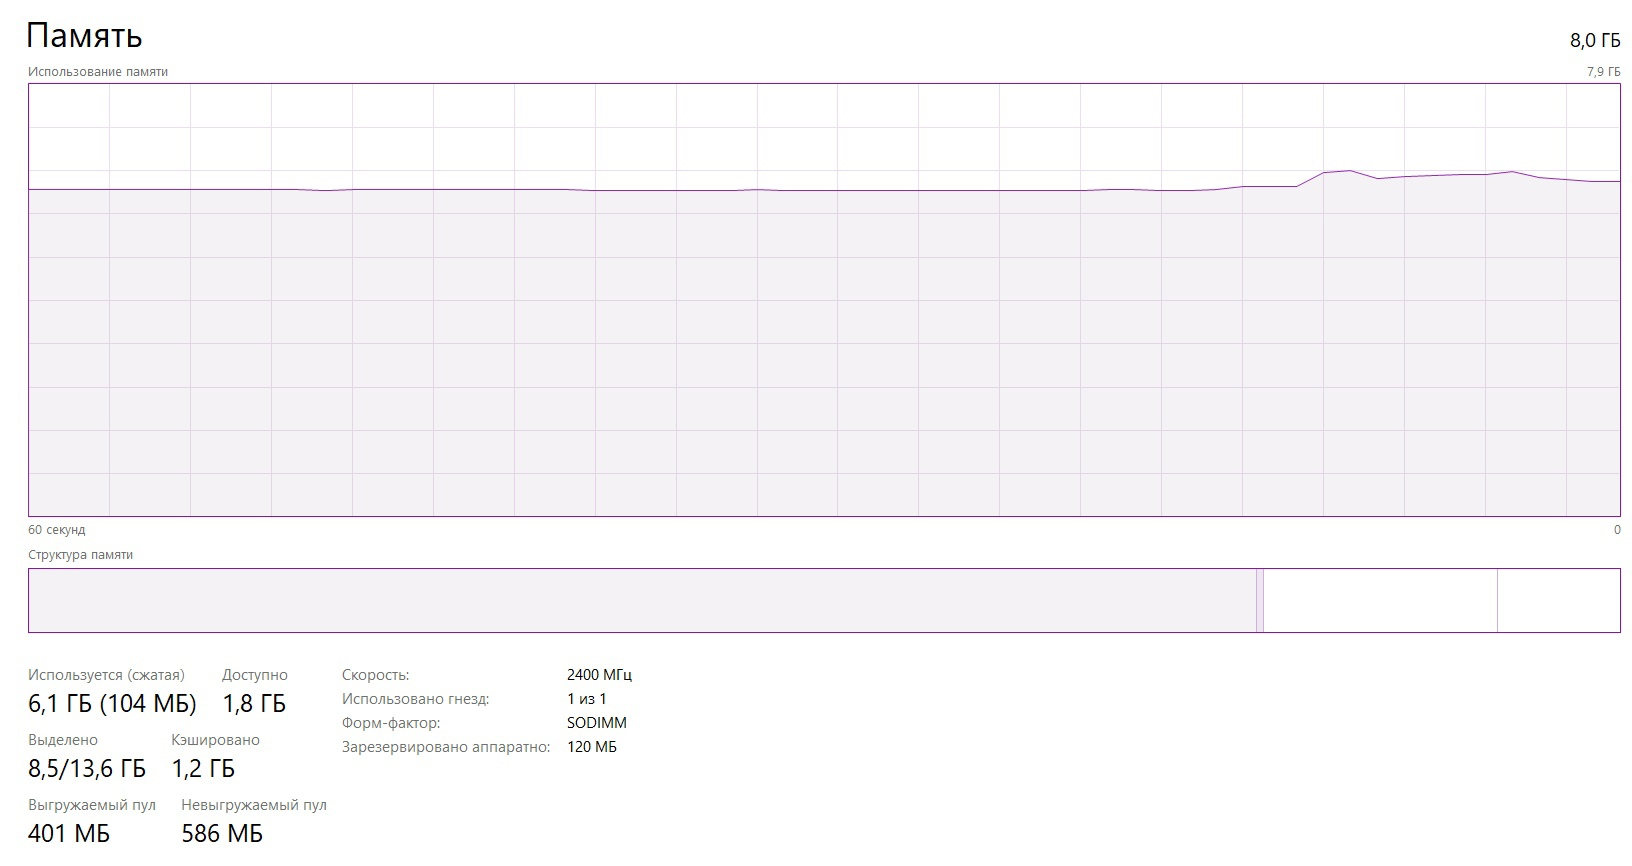 Память
8,0 ГБ
Использование памяти
7,9 ГБ
60 секунд
0
Структура памяти
Используется (сжатая)
6,1 ГБ (104 МБ)
Доступно
1,8 ГБ
Выделено
8,5/13,6 ГБ
Кэшировано
1,2 ГБ
Выгружаемый пул
401 МБ
Невыгружаемый пул
586 МБ
Скорость: 2400 МГц
Использовано гнезд: 1 из 1
Форм-фактор: SODIMM
Зарезервировано аппаратно: 120 МБ